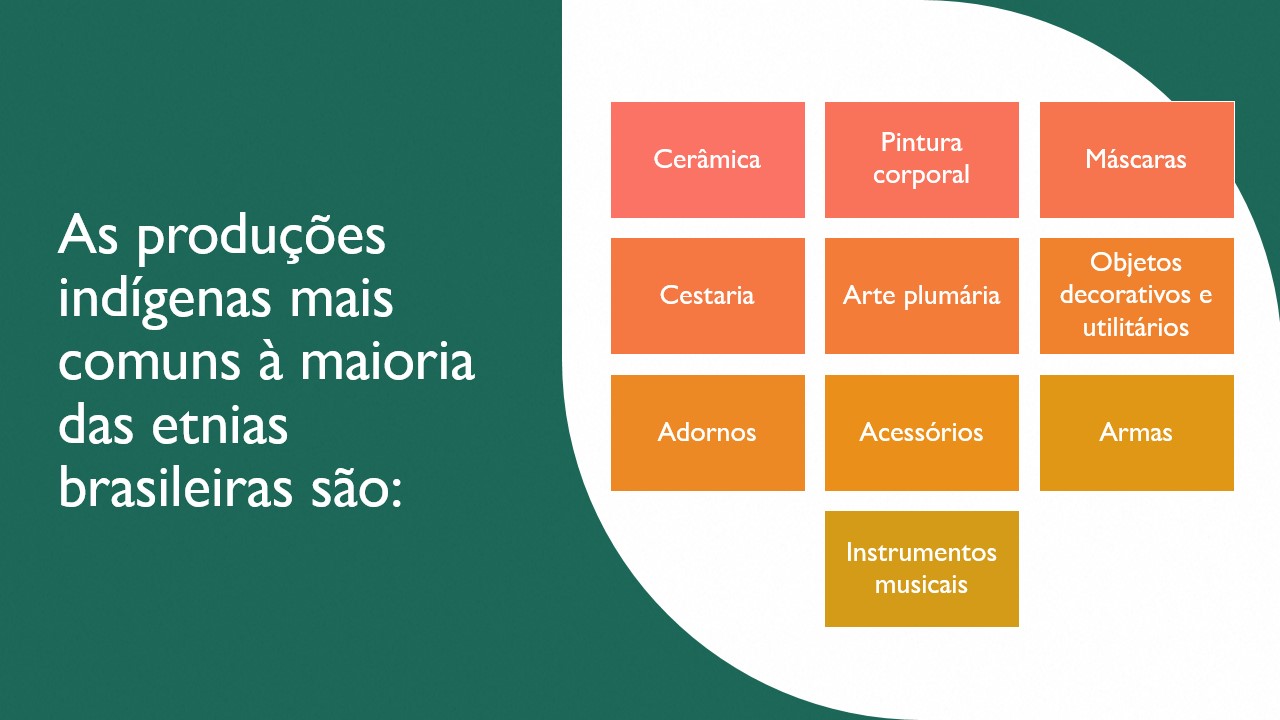 As produções
indígenas mais
comuns à maioria
das etnias
brasileiras são:
Cerâmica
Pintura
corporal
Máscaras
Cestaria
Arte plumária
Objetos
decorativos e
utilitários
Adornos
Acessórios
Armas
Instrumentos
musicais